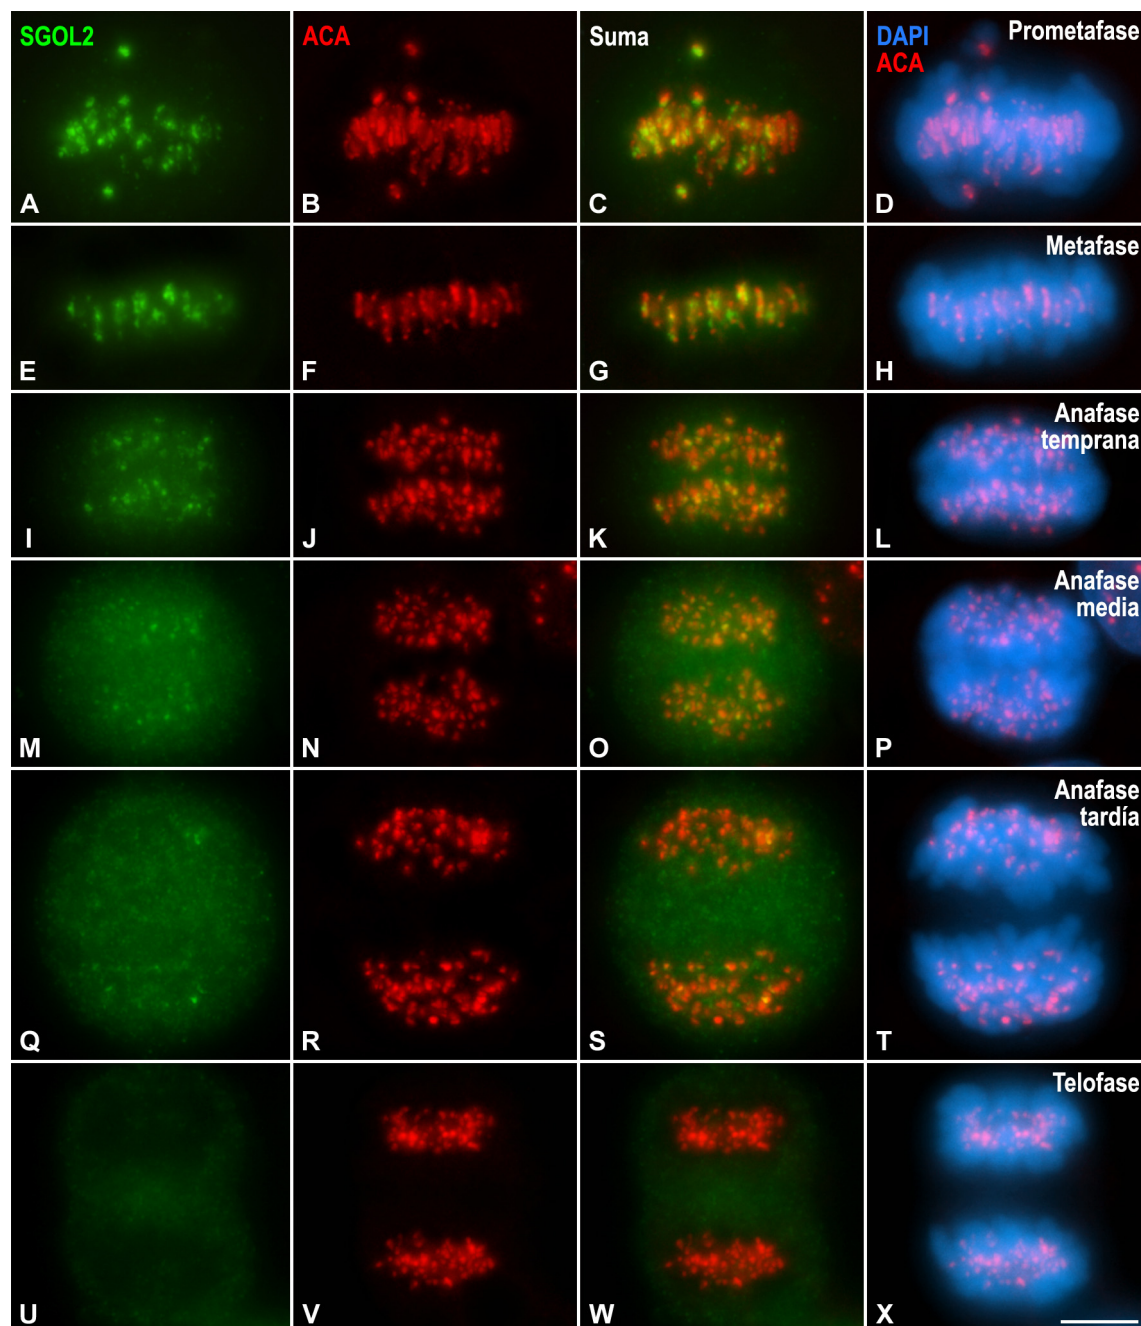 SGOL2 ACA Suma DAPI Prometafase
ACA
A B C D
Metafase
E F G H
Anafase
temprana
I J K L
Anafase
media
M N O P
Anafase
tardía
Q R S T
Telofase
U V W X